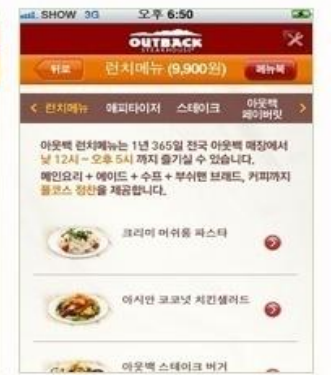 SHOW 3G 오후 6:50
OUTBACK
STEAKHOUSE
뒤로 런치메뉴 (9,900원) 메뉴북
< 런치메뉴 애피타이저 스테이크 아웃백 페이버릿 >
아웃백 런치메뉴는 1년 365일 전국 아웃백 매장에서
낮 12시 ~ 오후 5시 까지 즐기실 수 있습니다.
메인요리 + 에이드 + 수프 + 부쉬맨 브래드, 커피까지
풀코스 정찬을 제공합니다.
크리미 머쉬룸 파스타
아시안 코코넛 치킨샐러드
아웃백 스테이크 버거